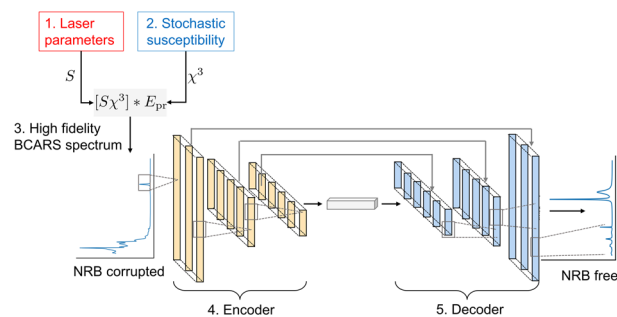 1. Laser
parameters
2. Stochastic
susceptibility
S
χ³
[Sχ³] ∗ Epr
3. High fidelity
BCARS spectrum
NRB corrupted
NRB free
4. Encoder
5. Decoder